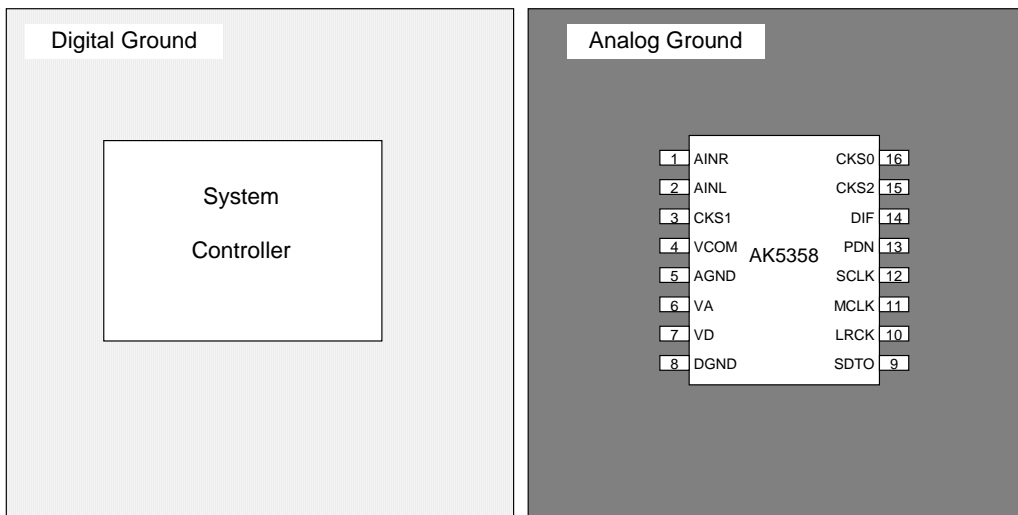 Digital Ground
System
Controller
Analog Ground
1 AINR CKS0 16
2 AINL CKS2 15
3 CKS1 DIF 14
4 VCOM PDN 13
AK5358
5 AGND SCLK 12
6 VA MCLK 11
7 VD LRCK 10
8 DGND SDTO 9